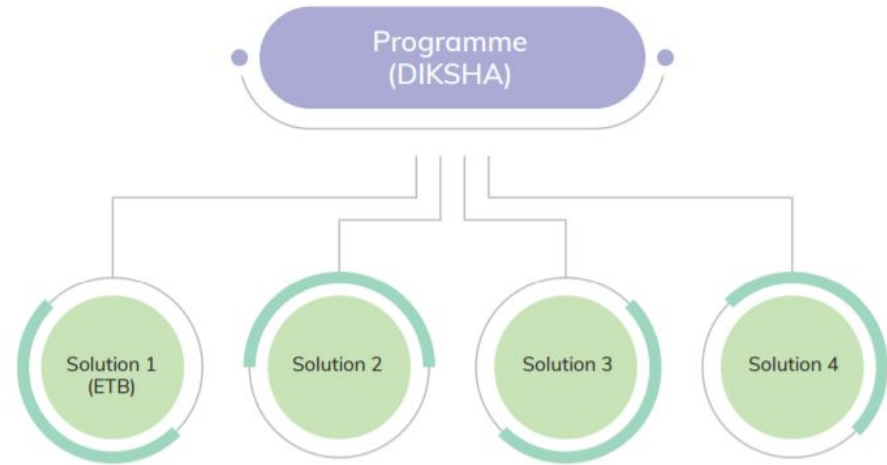 Programme
(DIKSHA)
Solution 1
(ETB)
Solution 2
Solution 3
Solution 4